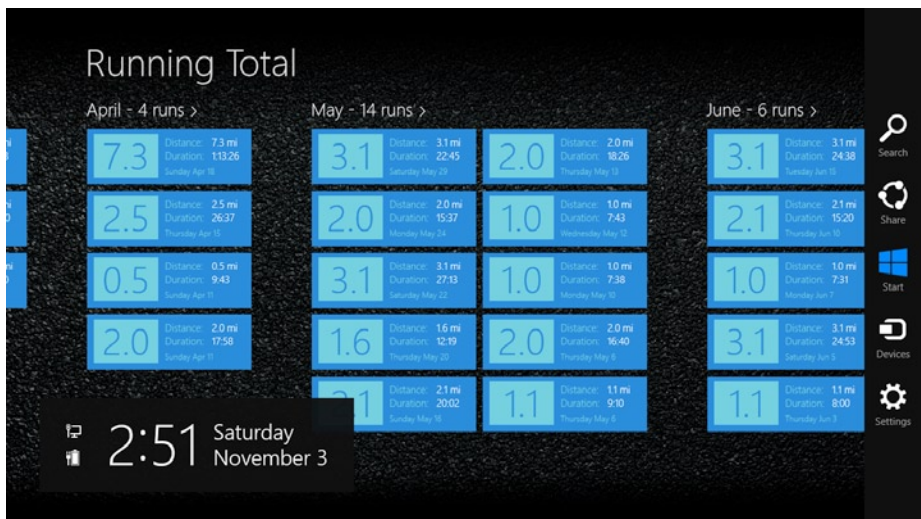 Running Total
April - 4 runs >
7.3
Distance: 7.3 mi
Duration: 1:13:26
Sunday Apr 18
2.5
Distance: 2.5 mi
Duration: 26:37
Thursday Apr 15
0.5
Distance: 0.5 mi
Duration: 9:43
Sunday Apr 11
2.0
Distance: 2.0 mi
Duration: 17:58
Sunday Apr 11
May - 14 runs >
3.1
Distance: 3.1 mi
Duration: 22:45
Saturday May 29
2.0
Distance: 2.0 mi
Duration: 15:37
Monday May 24
3.1
Distance: 3.1 mi
Duration: 27:13
Saturday May 22
1.6
Distance: 1.6 mi
Duration: 12:19
Thursday May 20
2.1
Distance: 2.1 mi
Duration: 20:02
Sunday May 16
2.0
Distance: 2.0 mi
Duration: 18:26
Thursday May 13
1.0
Distance: 1.0 mi
Duration: 7:43
Wednesday May 12
1.0
Distance: 1.0 mi
Duration: 7:38
Monday May 10
2.0
Distance: 2.0 mi
Duration: 16:40
Thursday May 6
1.1
Distance: 1.1 mi
Duration: 9:10
Thursday May 6
June - 6 runs >
3.1
Distance: 3.1 mi
Duration: 24:38
Tuesday Jun 15
2.1
Distance: 2.1 mi
Duration: 15:20
Thursday Jun 10
1.0
Distance: 1.0 mi
Duration: 7:31
Monday Jun 7
3.1
Distance: 3.1 mi
Duration: 24:53
Saturday Jun 5
1.1
Distance: 1.1 mi
Duration: 8:00
Thursday Jun 3
Search
Share
Start
Devices
Settings
2:51
Saturday
November 3